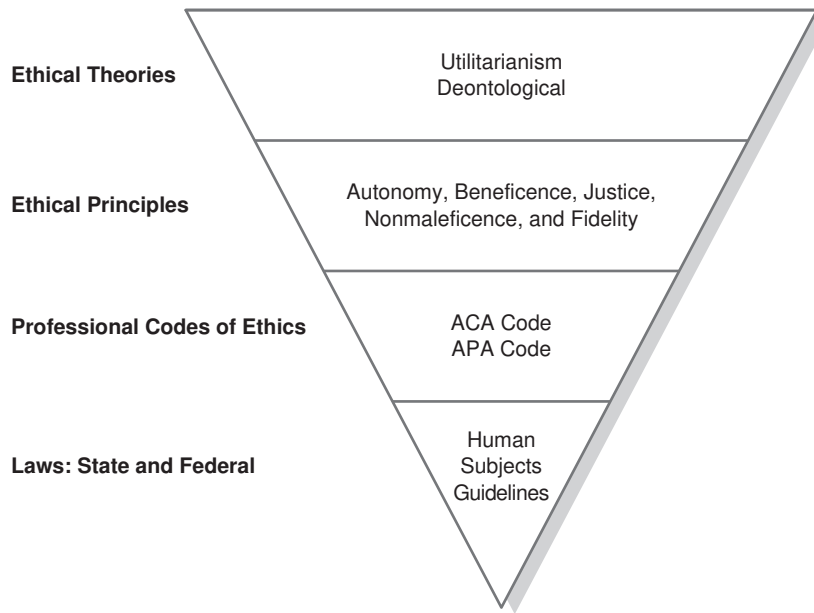 Ethical Theories
Utilitarianism
Deontological
Ethical Principles
Autonomy, Beneficence, Justice,
Nonmaleficence, and Fidelity
Professional Codes of Ethics
ACA Code
APA Code
Laws: State and Federal
Human
Subjects
Guidelines